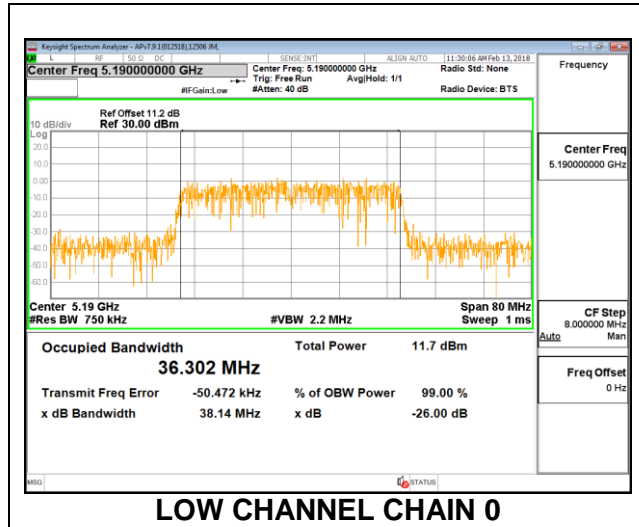 Keysight Spectrum Analyzer - APv7.9.1(012518),12506 JM,
L RF 50 Ω DC SENSE:INT ALIGN AUTO 11:30:06 AM Feb 13, 2018
Center Freq 5.190000000 GHz Center Freq: 5.190000000 GHz Radio Std: None
Trig: Free Run Avg|Hold: 1/1
#IFGain:Low #Atten: 40 dB Radio Device: BTS
Frequency
Ref Offset 11.2 dB
10 dB/div Ref 30.00 dBm
Log
20.0
10.0
0.00
-10.0
-20.0
-30.0
-40.0
-50.0
-60.0
Center Freq
5.190000000 GHz
Center 5.19 GHz Span 80 MHz
#Res BW 750 kHz #VBW 2.2 MHz Sweep 1 ms
CF Step
8.000000 MHz
Auto Man
Occupied Bandwidth Total Power 11.7 dBm
36.302 MHz
Transmit Freq Error -50.472 kHz % of OBW Power 99.00 %
x dB Bandwidth 38.14 MHz x dB -26.00 dB
Freq Offset
0 Hz
MSG STATUS
LOW CHANNEL CHAIN 0